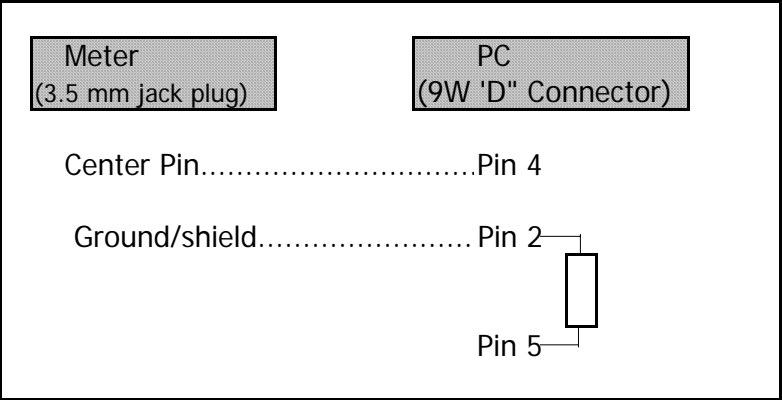 Meter PC
(3.5 mm jack plug) (9W 'D" Connector)
Center Pin...............................Pin 4
Ground/shield........................Pin 2
Pin 5